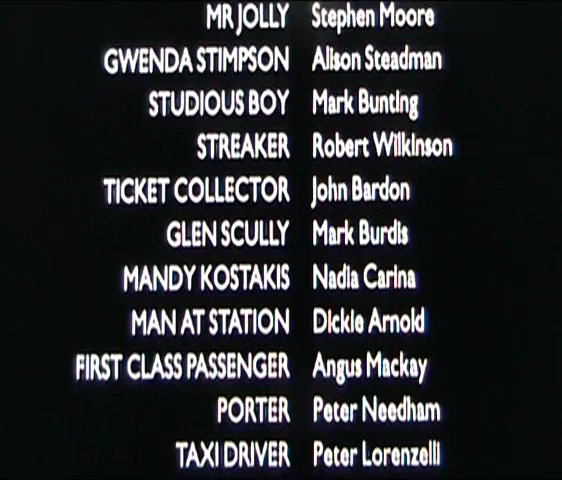 MR JOLLY Stephen Moore
GWENDA STIMPSON Alison Steadman
STUDIOUS BOY Mark Bunting
STREAKER Robert Wilkinson
TICKET COLLECTOR John Bardon
GLEN SCULLY Mark Burdis
MANDY KOSTAKIS Nadia Carina
MAN AT STATION Dickie Arnold
FIRST CLASS PASSENGER Angus Mackay
PORTER Peter Needham
TAXI DRIVER Peter Lorenzelli